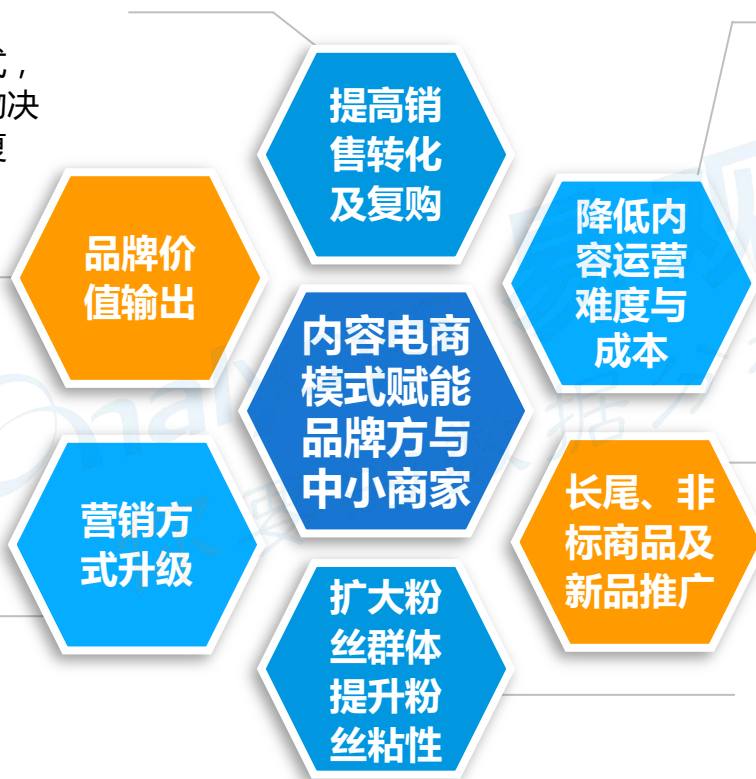 提高销
售转化
及复购
品牌价
值输出
降低内
容运营
难度与
成本
内容电商
模式赋能
品牌方与
中小商家
营销方
式升级
长尾、非
标商品及
新品推广
扩大粉
丝群体
提升粉
丝粘性